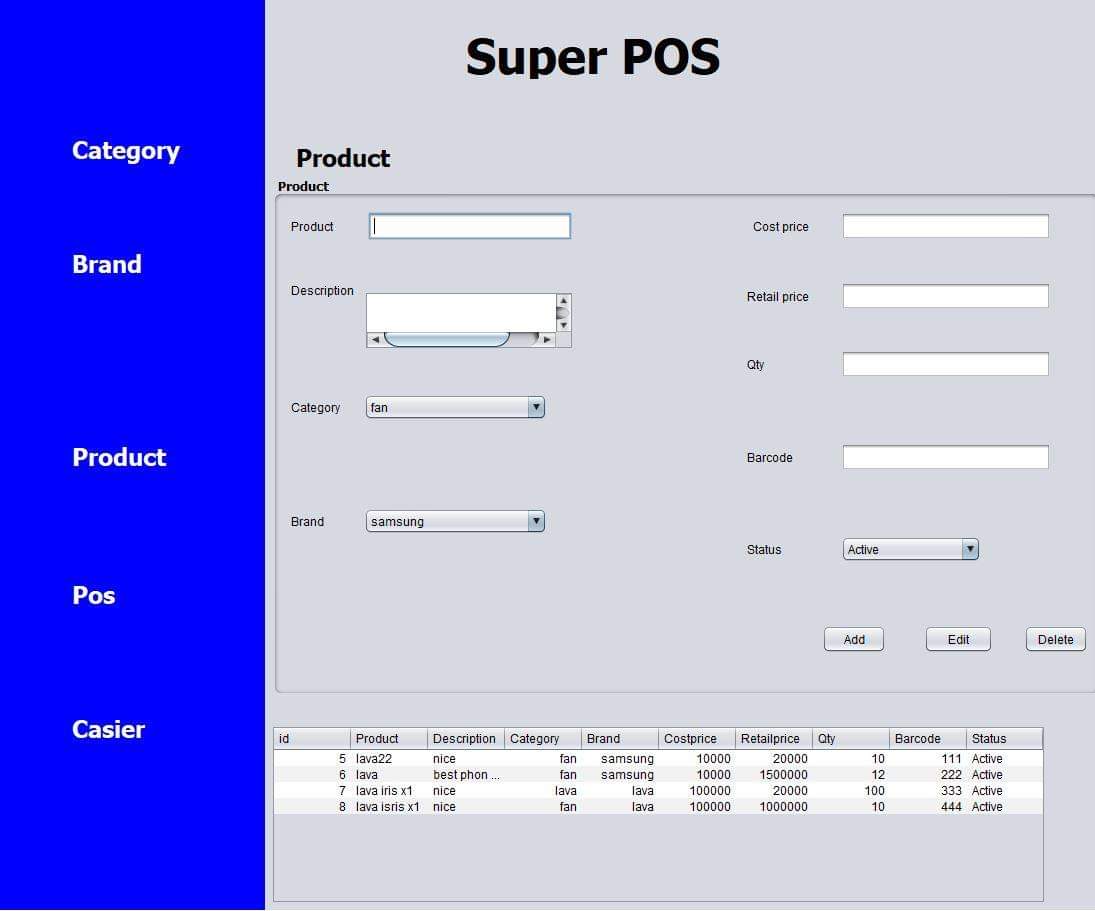 Super POS
Category
Product
Product
Product
Cost price
Brand
Description
Retail price
Qty
Category fan
Product
Barcode
Brand samsung
Status Active
Pos
Add Edit Delete
Casier
id Product Description Category Brand Costprice Retailprice Qty Barcode Status
5 lava22 nice fan samsung 10000 20000 10 111 Active
6 lava best phon ... fan samsung 10000 1500000 12 222 Active
7 lava iris x1 nice lava lava 100000 20000 100 333 Active
8 lava isris x1 nice fan lava 100000 1000000 10 444 Active